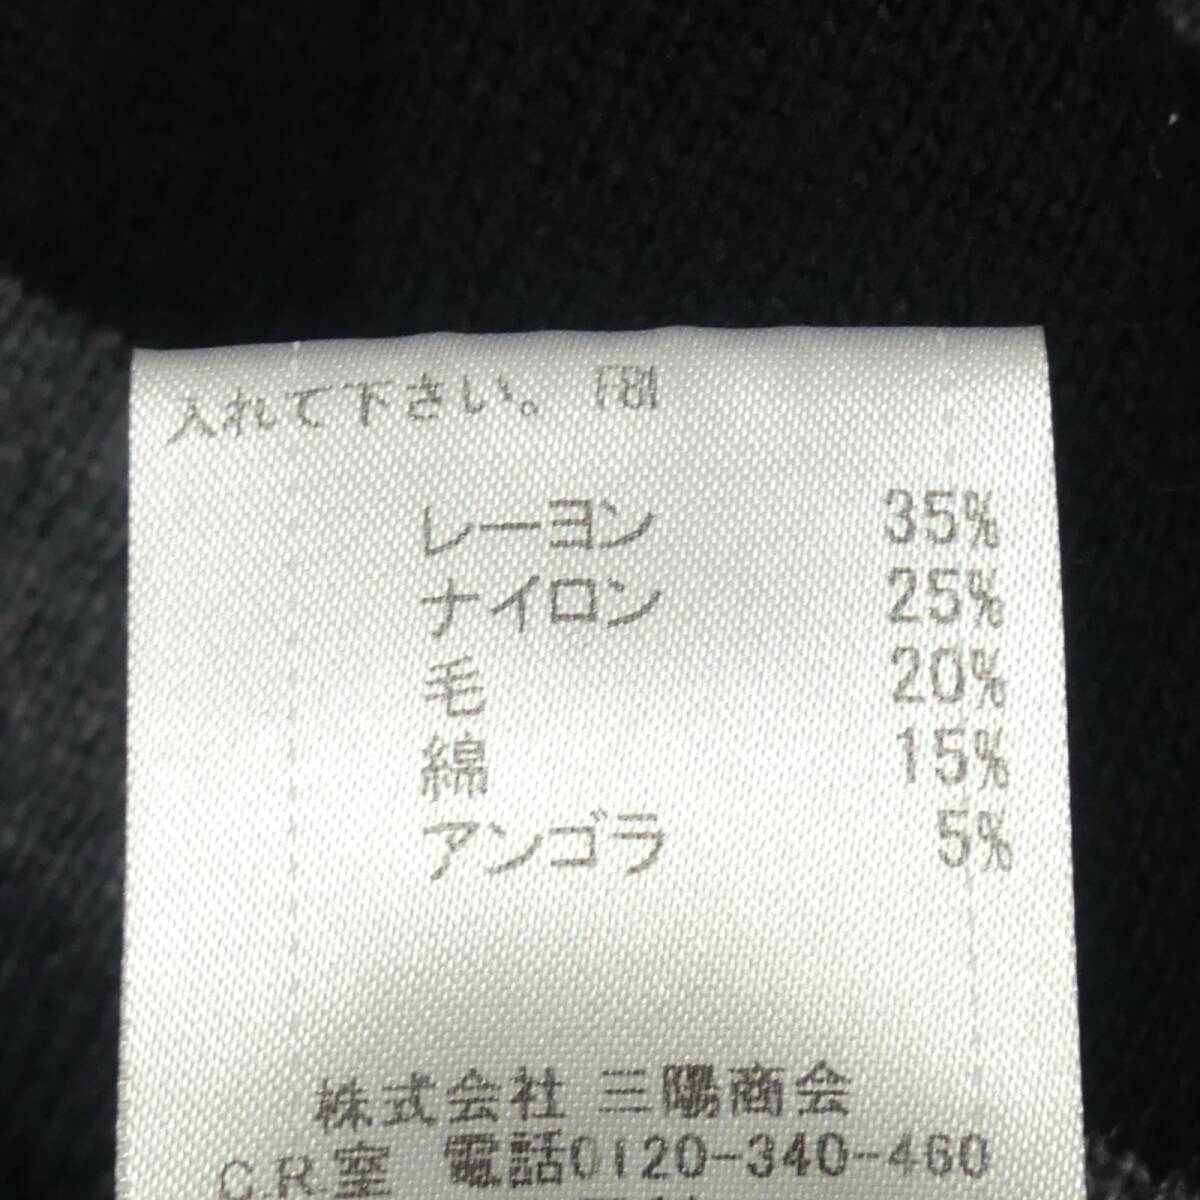 入れて下さい。
レーヨン 35%
ナイロン 25%
毛 20%
綿 15%
アンゴラ 5%
株式会社 三陽商会
C.R.室 電話0120-340-460